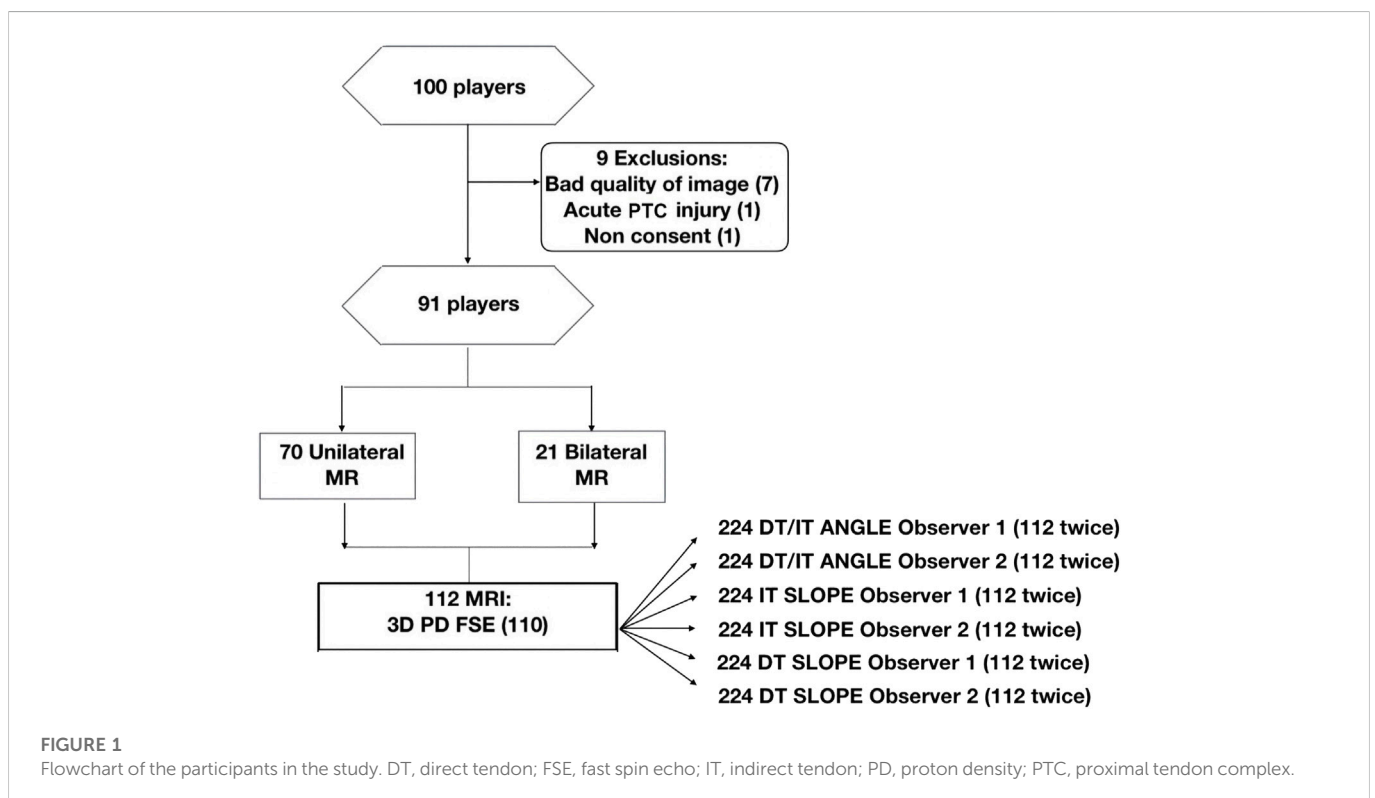 100 players
9 Exclusions:
Bad quality of image (7)
Acute PTC injury (1)
Non consent (1)
91 players
70 Unilateral
MR
21 Bilateral
MR
112 MRI:
3D PD FSE (110)
224 DT/IT ANGLE Observer 1 (112 twice)
224 DT/IT ANGLE Observer 2 (112 twice)
224 IT SLOPE Observer 1 (112 twice)
224 IT SLOPE Observer 2 (112 twice)
224 DT SLOPE Observer 1 (112 twice)
224 DT SLOPE Observer 2 (112 twice)
FIGURE 1
Flowchart of the participants in the study. DT, direct tendon; FSE, fast spin echo; IT, indirect tendon; PD, proton density; PTC, proximal tendon complex.